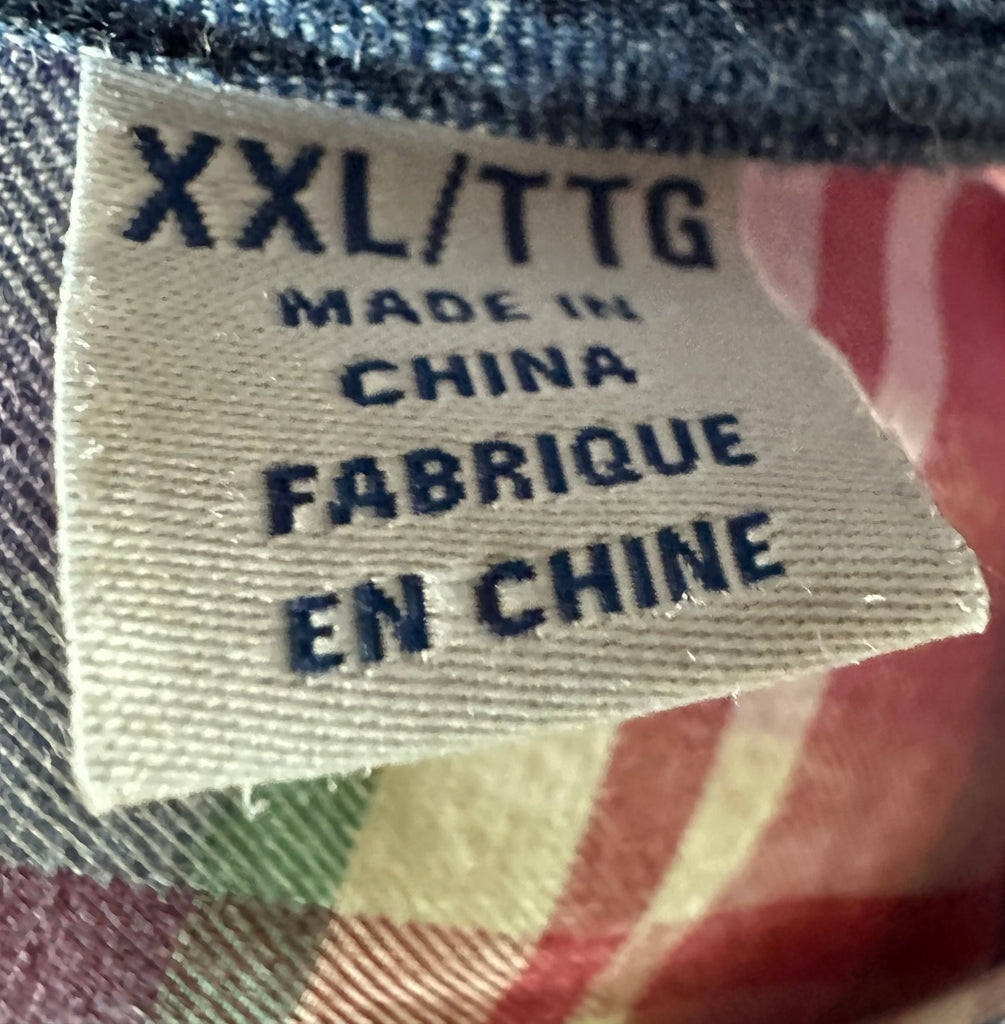 XXL/TTG
MADE IN
CHINA
FABRIQUE
EN CHINE